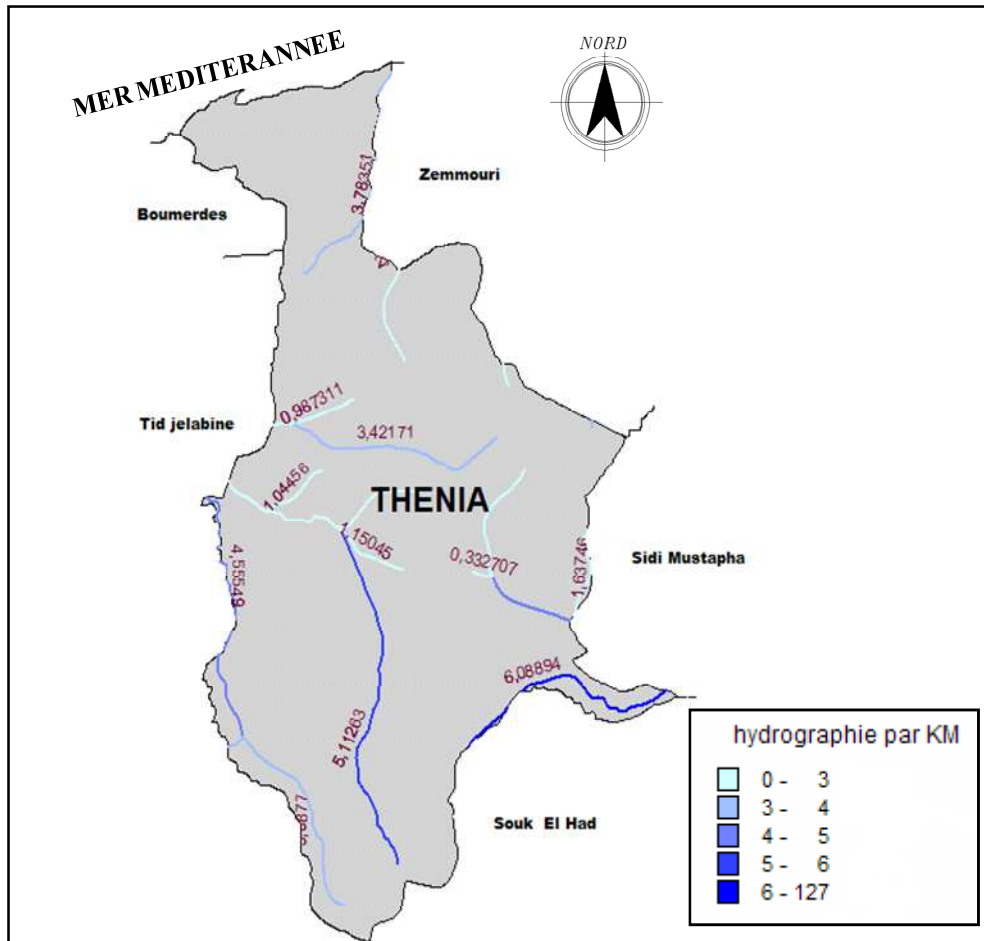 NORD
MER MEDITERANNEE
Zemmouri
3,78351
Boumerdes
0,987311
Tid jelabine
3,42171
1,04456
THENIA
1,15045
0,332707
4,55549
1,63746
Sidi Mustapha
6,08894
5,11263
Souk El Had
hydrographie par KM
0 - 3
3 - 4
4 - 5
5 - 6
6 - 127